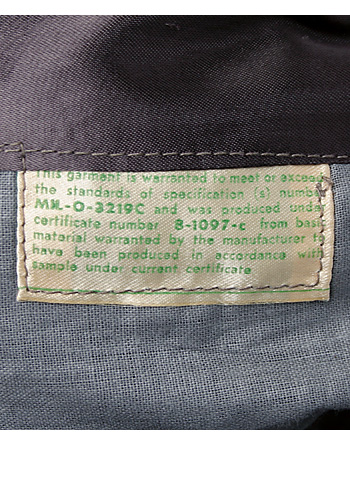 This garment is warranted to meet or exceed
the standards of specification (s) number
MIL-O-3219C and was produced under
certificate number 8-1097-c from basic
material warranted by the manufacturer to
have been produced in accordance with
sample under current certificate